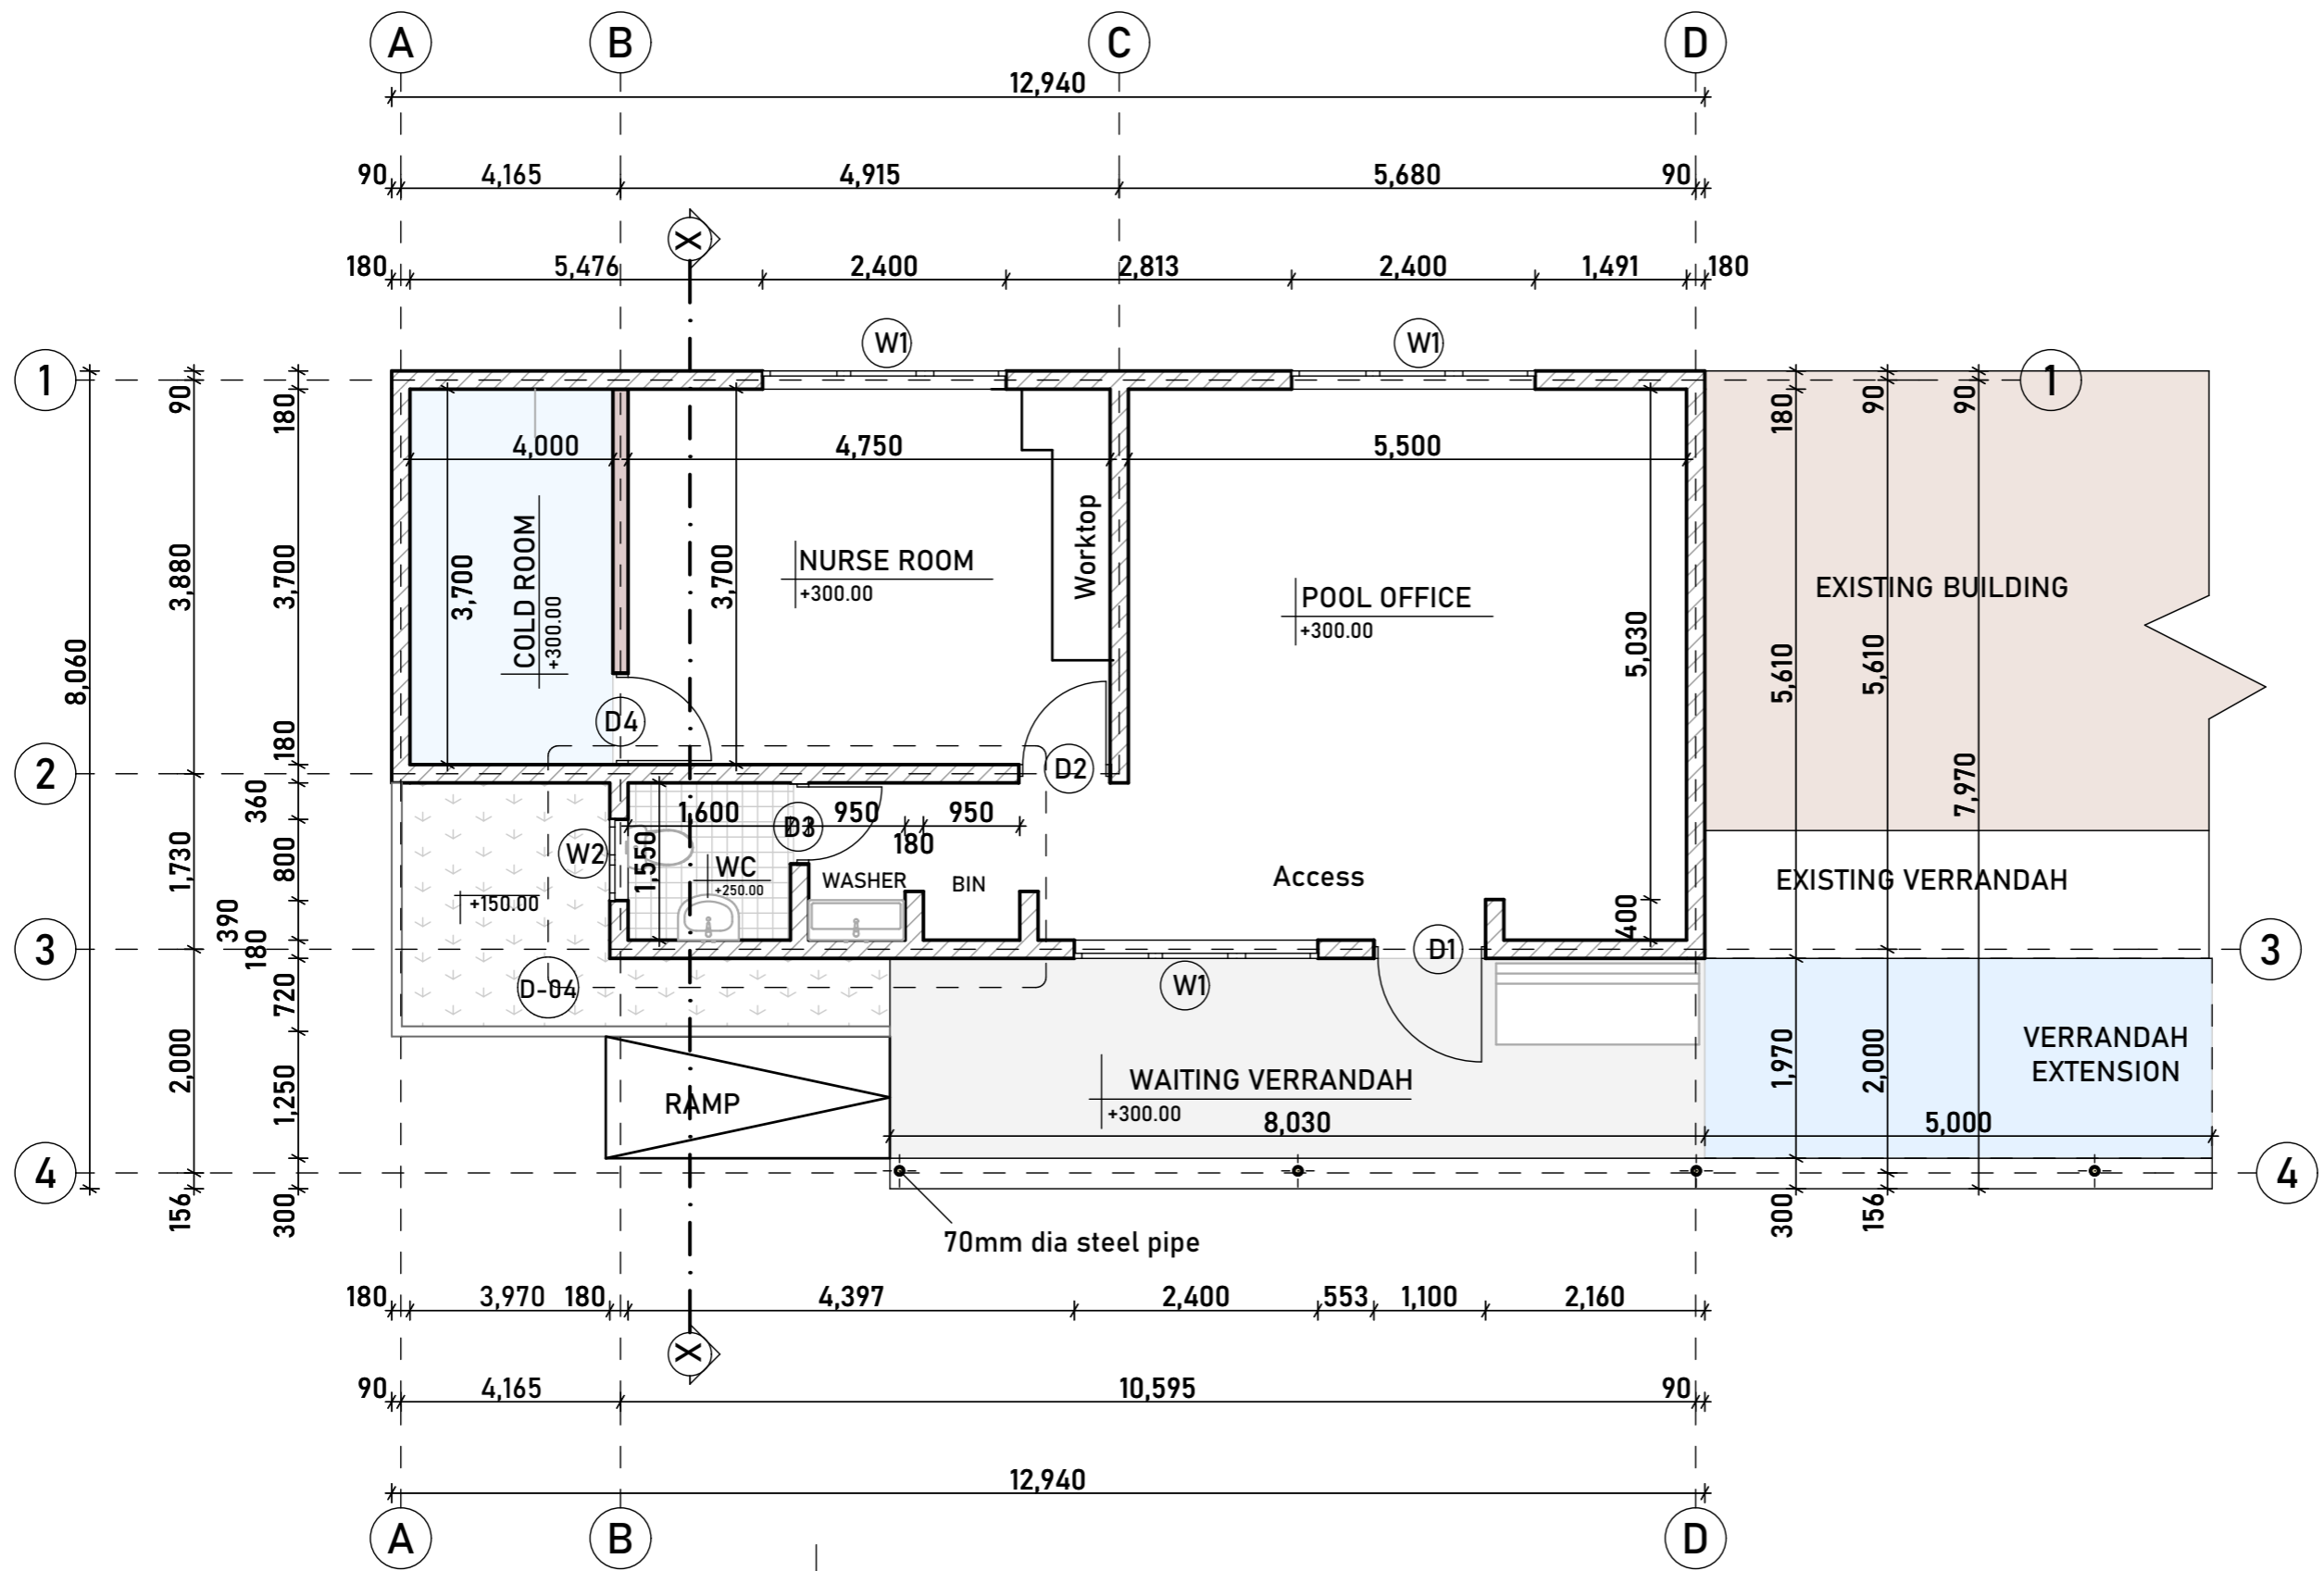 A B C D
12,940
90 4,165 4,915 5,680 90
X
180 5,476 2,400 2,813 2,400 1,491 180
W1 W1
1 1
90 180 180 90 90
4,000 4,750 5,500
COLD ROOM
+300.00
3,700
3,700
NURSE ROOM
+300.00
Worktop
POOL OFFICE
+300.00
5,030
EXISTING BUILDING
8,060
3,880
3,700
5,610
5,610
7,970
180
D4
2
D2
360
1,600 D3 950 180 950
W2
1,550
WC
+250.00
WASHER
BIN
Access
EXISTING VERRANDAH
1,730
800
+150.00
390
180
400
3
D1
3
D-04
W1
720
VERRANDAH
EXTENSION
2,000
1,250
RAMP
WAITING VERRANDAH
+300.00
8,030
1,970
2,000
5,000
4 4
156
300
300
156
70mm dia steel pipe
180 3,970 180 4,397 2,400 553 1,100 2,160
X
90 4,165 10,595 90
12,940
A B D